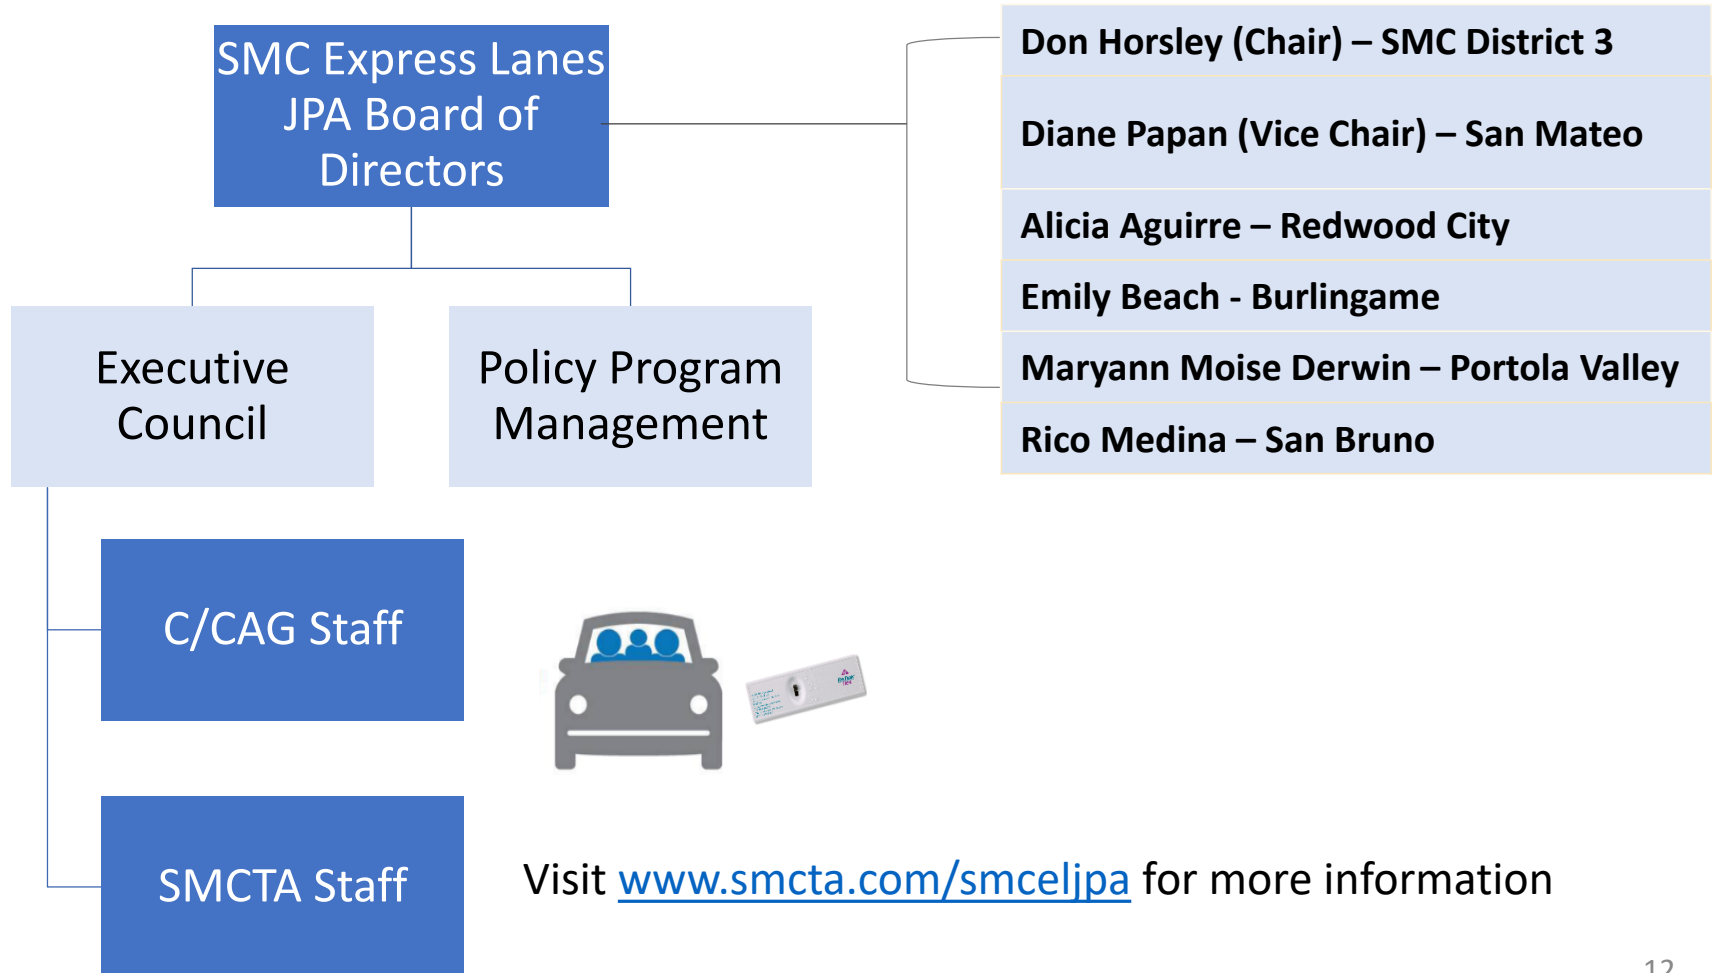 SMC Express Lanes
JPA Board of
Directors
Don Horsley (Chair) – SMC District 3
Diane Papan (Vice Chair) – San Mateo
Alicia Aguirre – Redwood City
Emily Beach - Burlingame
Maryann Moise Derwin – Portola Valley
Rico Medina – San Bruno
Executive
Council
Policy Program
Management
C/CAG Staff
SMCTA Staff
Visit www.smcta.com/smceljpa for more information
12